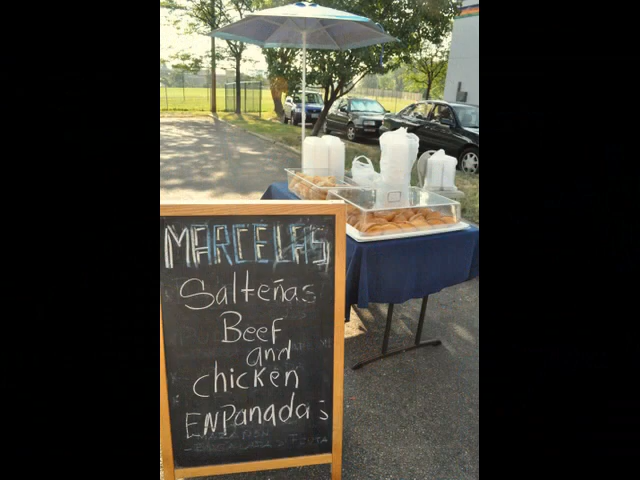 MARCELAS
Salteñas
Beef
and
chicken
ENPanadas